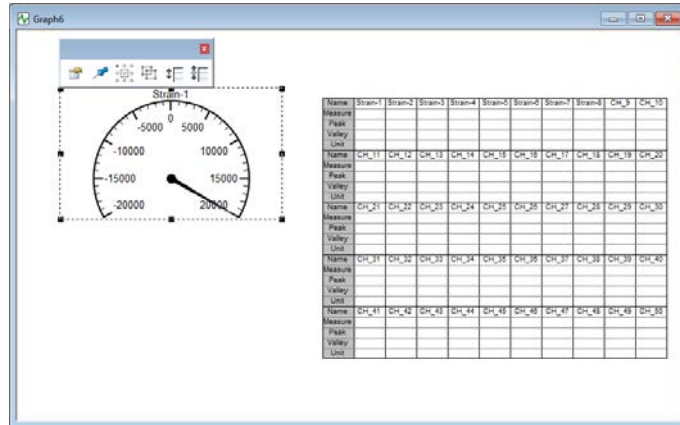 Graph6
Strain-1
0
-5000 5000
-10000 10000
-15000 15000
-20000 20000
Name Strain-1 Strain-2 Strain-3 Strain-4 Strain-5 Strain-6 Strain-7 Strain-8 CH_9 CH_10
Measure
Peak
Valley
Unit
Name CH_11 CH_12 CH_13 CH_14 CH_15 CH_16 CH_17 CH_18 CH_19 CH_20
Measure
Peak
Valley
Unit
Name CH_21 CH_22 CH_23 CH_24 CH_25 CH_26 CH_27 CH_28 CH_29 CH_30
Measure
Peak
Valley
Unit
Name CH_31 CH_32 CH_33 CH_34 CH_35 CH_36 CH_37 CH_38 CH_39 CH_40
Measure
Peak
Valley
Unit
Name CH_41 CH_42 CH_43 CH_44 CH_45 CH_46 CH_47 CH_48 CH_49 CH_50
Measure
Peak
Valley
Unit